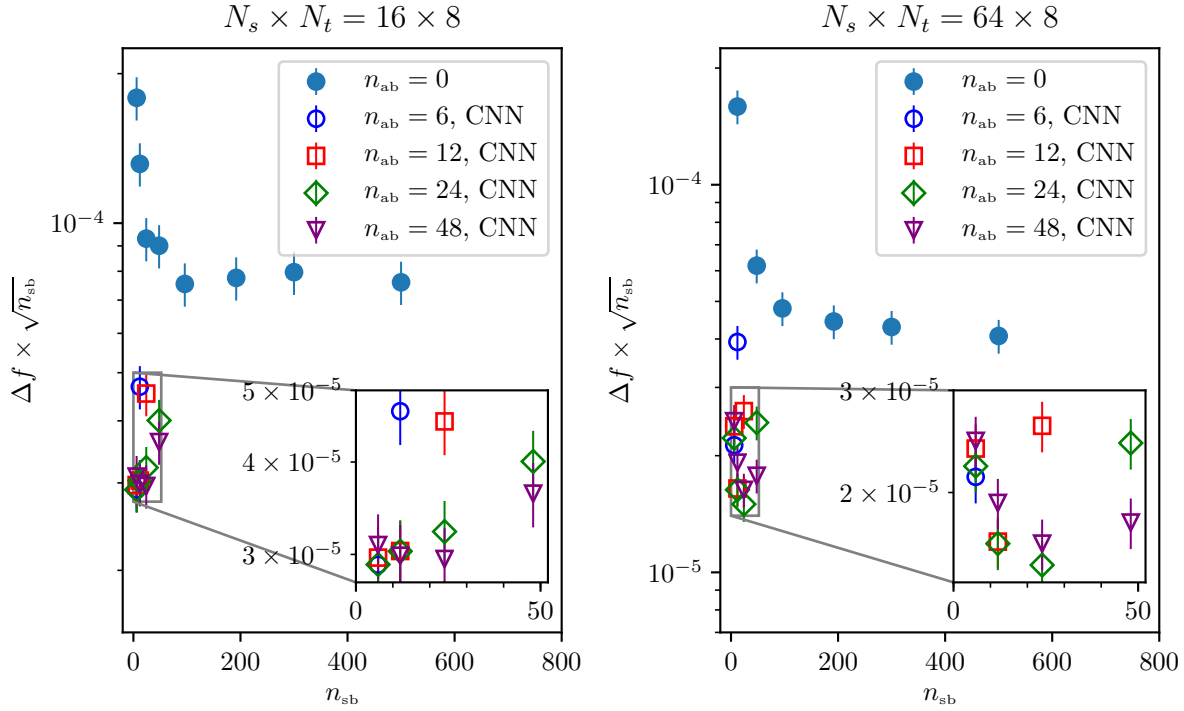 N_s × N_t = 16 × 8
n_ab = 0
n_ab = 6, CNN
n_ab = 12, CNN
n_ab = 24, CNN
n_ab = 48, CNN
10^−4
Δf × √n_sb
5 × 10^−5
4 × 10^−5
3 × 10^−5
0 50
0 200 400 600 800
n_sb
N_s × N_t = 64 × 8
n_ab = 0
n_ab = 6, CNN
n_ab = 12, CNN
n_ab = 24, CNN
n_ab = 48, CNN
10^−4
10^−5
Δf × √n_sb
3 × 10^−5
2 × 10^−5
0 50
0 200 400 600 800
n_sb